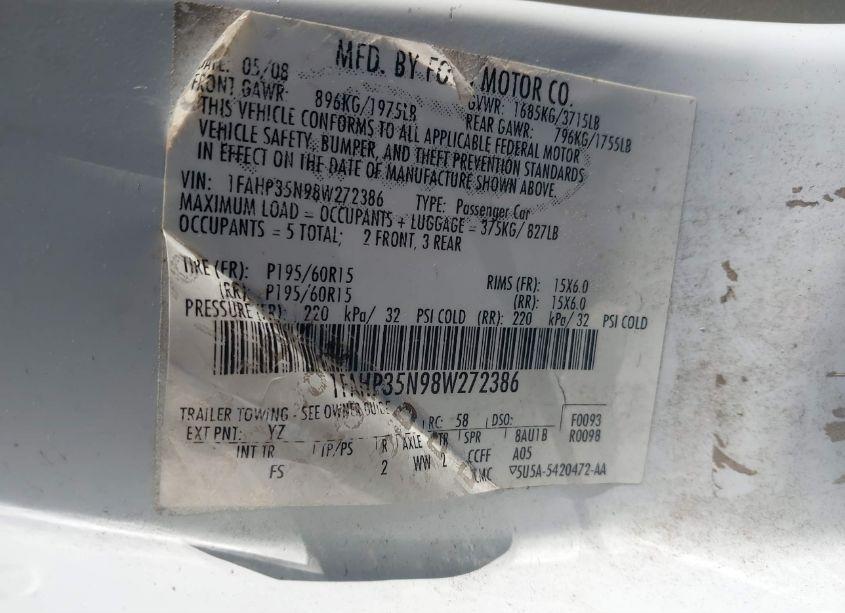 DATE: 05/08 MFD. BY FORD MOTOR CO.
FRONT GAWR: 896KG/1975LB GVWR: 1685KG/3715LB
REAR GAWR: 796KG/1755LB
THIS VEHICLE CONFORMS TO ALL APPLICABLE FEDERAL MOTOR
VEHICLE SAFETY, BUMPER, AND THEFT PREVENTION STANDARDS
IN EFFECT ON THE DATE OF MANUFACTURE SHOWN ABOVE.
VIN: 1FAHP35N98W272386 TYPE: Passenger Car
MAXIMUM LOAD = OCCUPANTS + LUGGAGE = 375KG/ 827LB
OCCUPANTS = 5 TOTAL; 2 FRONT, 3 REAR
TIRE (FR): P195/60R15 RIMS (FR): 15X6.0
(RR): P195/60R15 (RR): 15X6.0
PRESSURE (FR): 220 kPa/ 32 PSI COLD (RR): 220 kPa/ 32 PSI COLD
1FAHP35N98W272386
TRAILER TOWING - SEE OWNER GUIDE RC: 58 DSO: F0093
EXT PNT: YZ R0098
INT TR TP/PS R AXLE TR SPR 8AU1B
FS 2 WW 2 CCFF A05
CMC ▽5U5A-5420472-AA